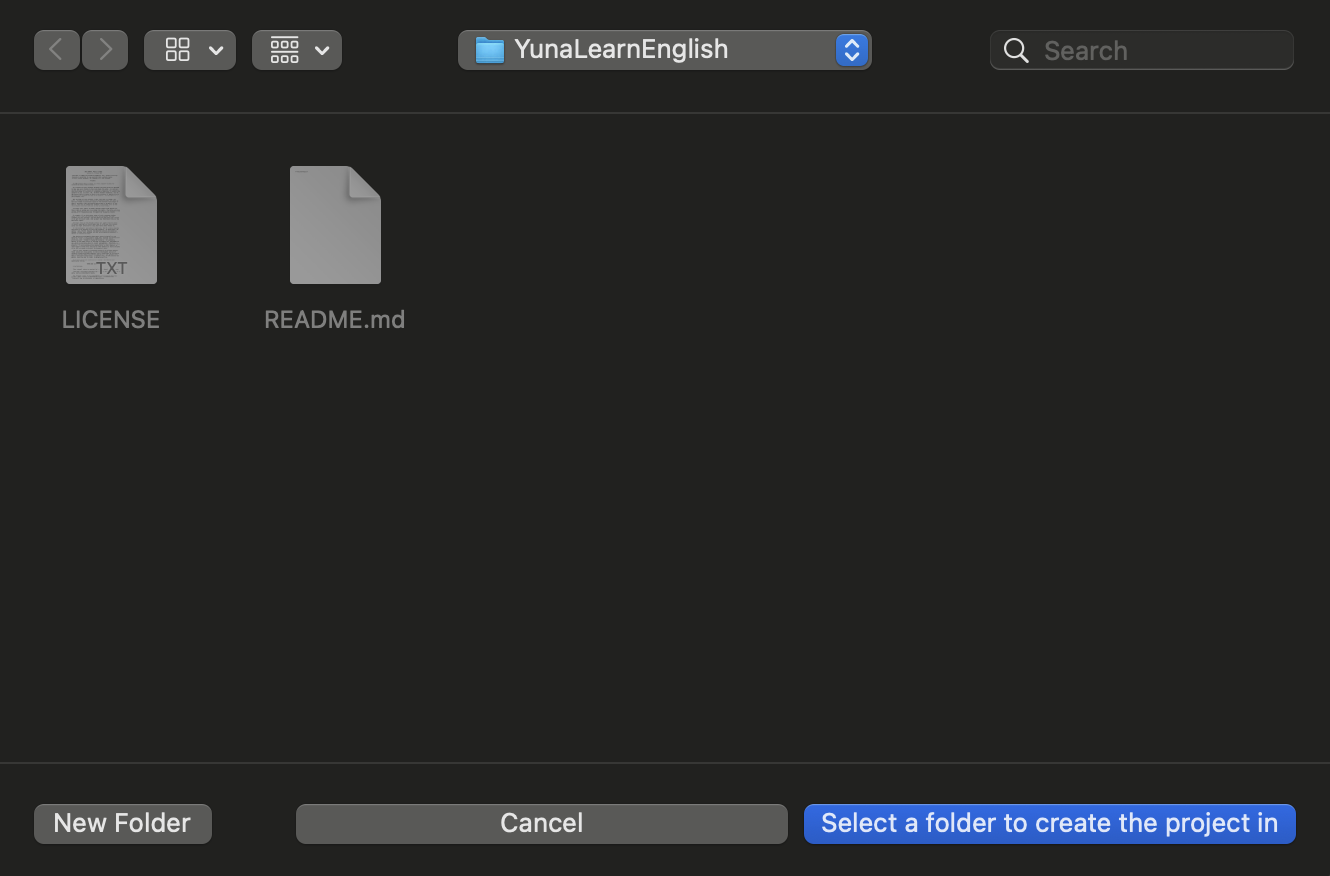 YunaLearnEnglish
Search
TXT
LICENSE
README.md
New Folder
Cancel
Select a folder to create the project in